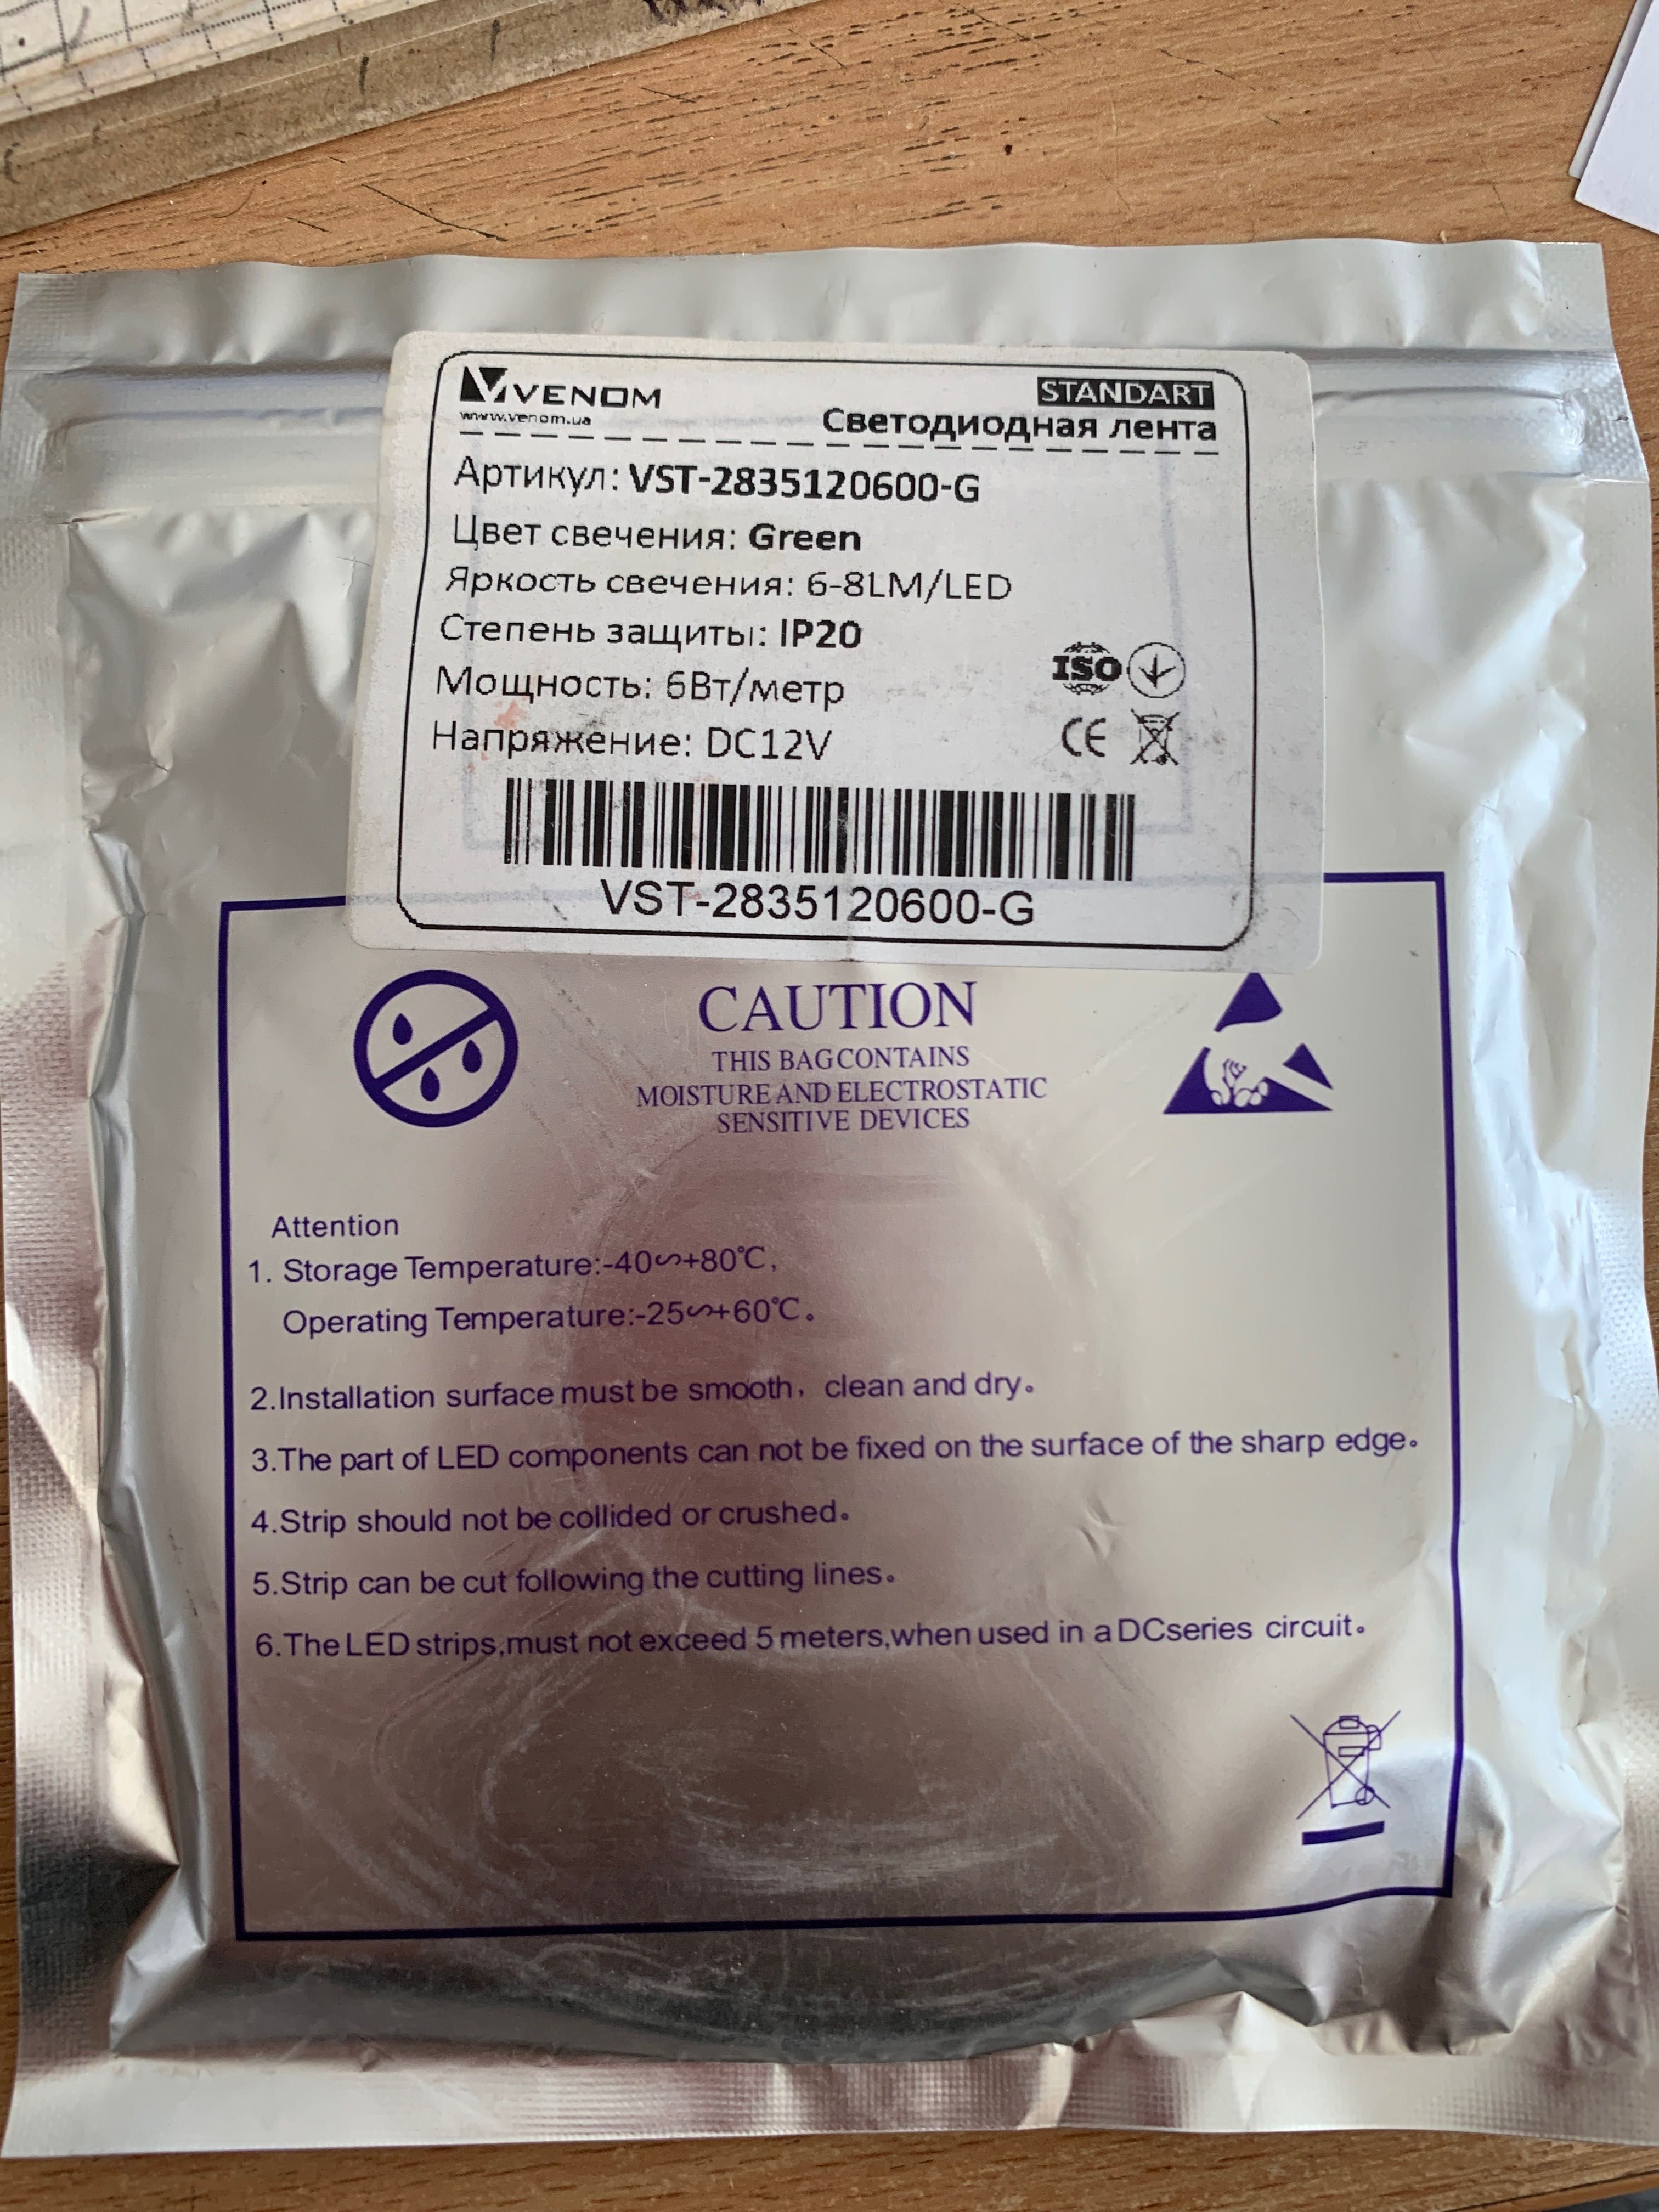 VENOM
STANDART
www.venom.ua
Светодиодная лента
Артикул: VST-2835120600-G
Цвет свечения: Green
Яркость свечения: 6-8LM/LED
Степень защиты: IP20
Мощность: 6Вт/метр
ISO
Напряжение: DC12V
CE
VST-2835120600-G
CAUTION
THIS BAG CONTAINS
MOISTURE AND ELECTROSTATIC
SENSITIVE DEVICES
Attention
1. Storage Temperature:-40∽+80℃,
Operating Temperature:-25∽+60℃。
2.Installation surface must be smooth，clean and dry。
3.The part of LED components can not be fixed on the surface of the sharp edge。
4.Strip should not be collided or crushed。
5.Strip can be cut following the cutting lines。
6.The LED strips,must not exceed 5 meters,when used in a DCseries circuit。